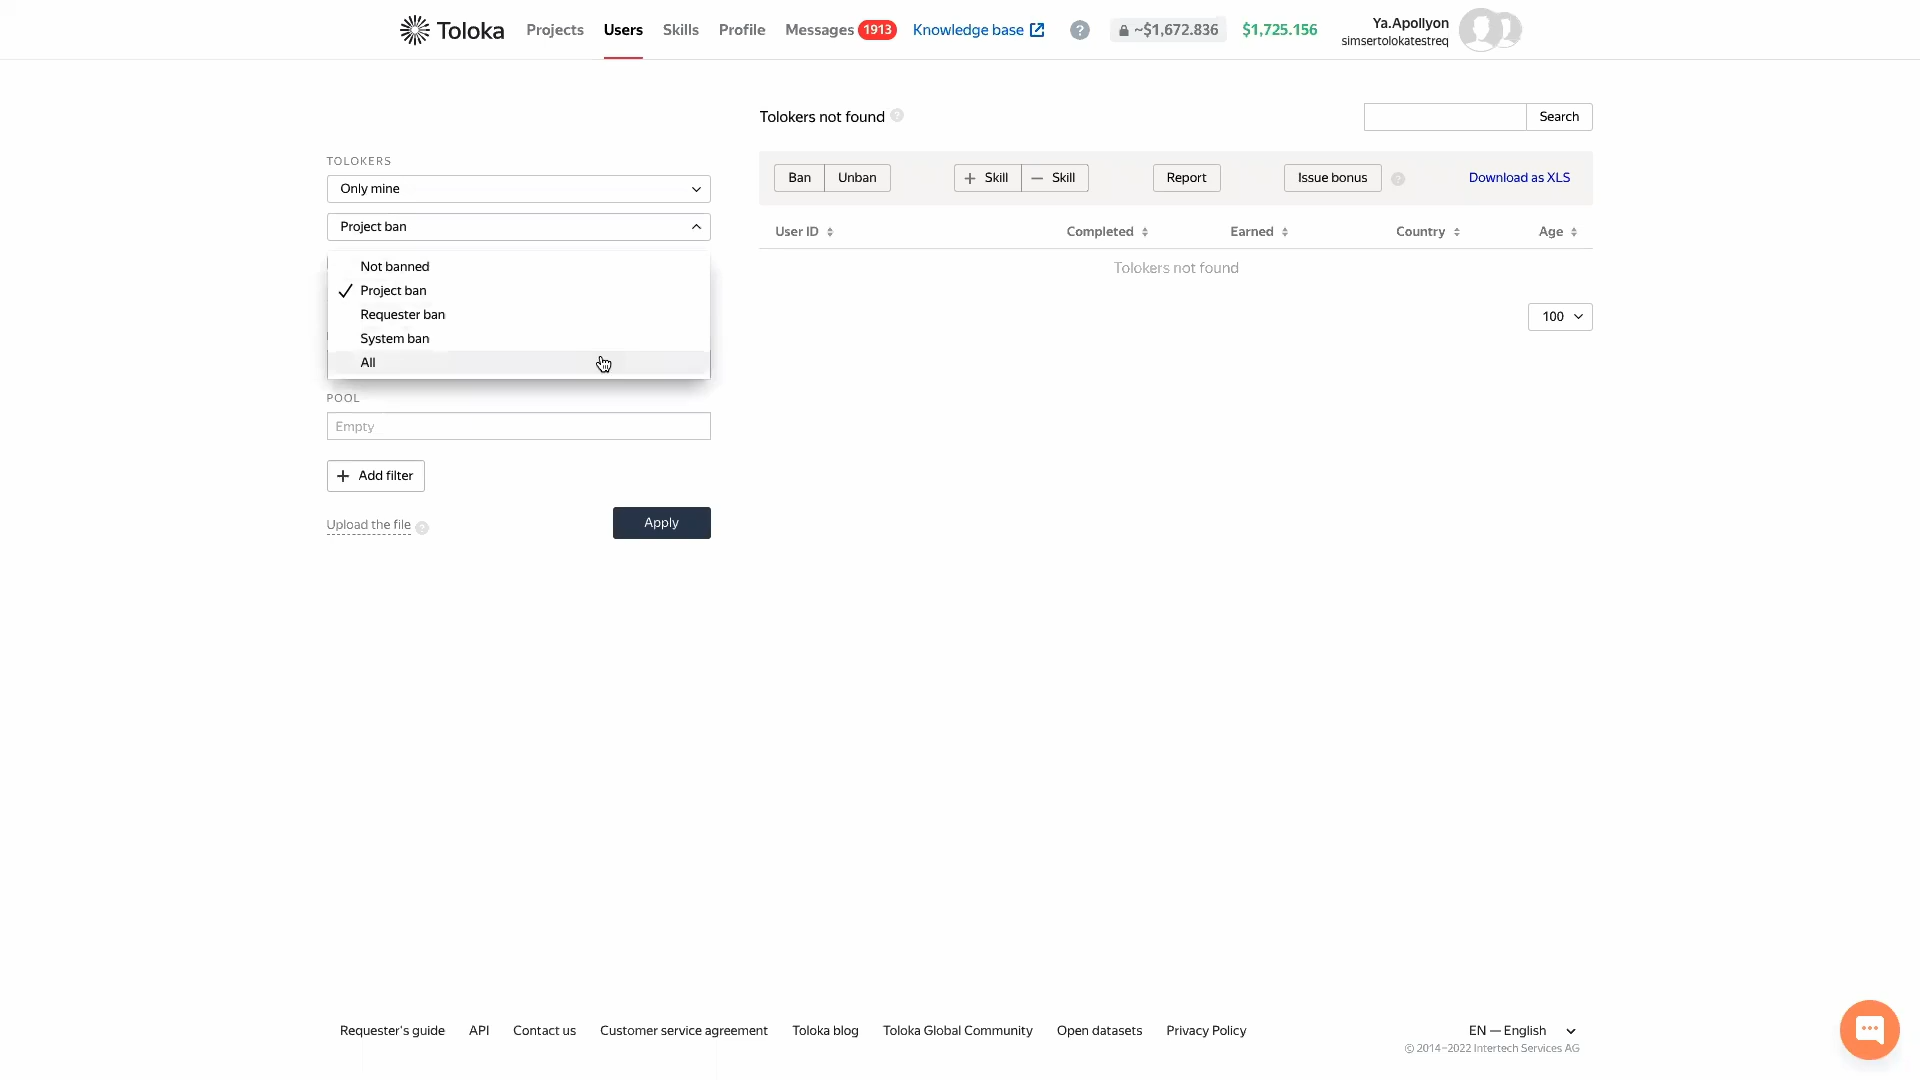 Toloka
Projects
Users
Skills
Profile
Messages 1913
Knowledge base
?
~$1,672.836
$1,725.156
Ya.Apollyon
simsertolokatestreq
Tolokers not found ?
Search
TOLOKERS
Only mine
Project ban
Not banned
Project ban
Requester ban
System ban
All
POOL
Empty
+ Add filter
Upload the file ?
Apply
Ban
Unban
+ Skill
— Skill
Report
Issue bonus ?
Download as XLS
User ID
Completed
Earned
Country
Age
Tolokers not found
100
Requester's guide
API
Contact us
Customer service agreement
Toloka blog
Toloka Global Community
Open datasets
Privacy Policy
EN — English
© 2014–2022 Intertech Services AG